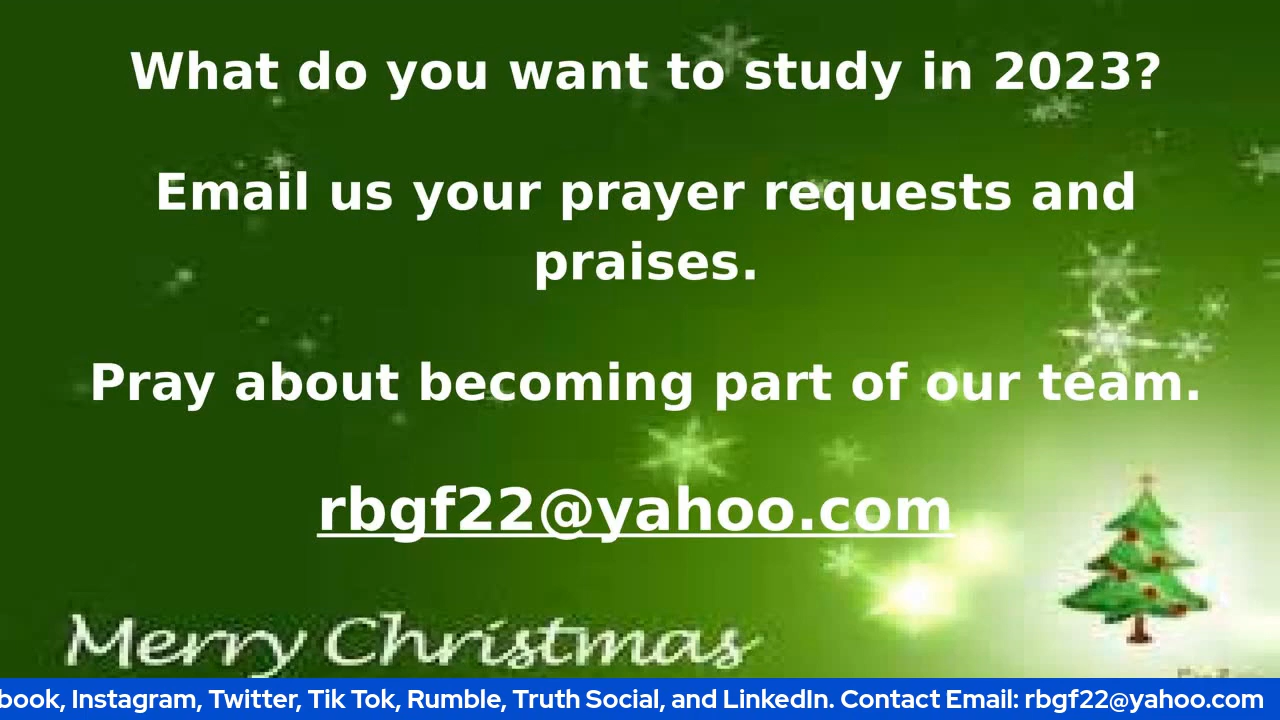 What do you want to study in 2023?
Email us your prayer requests and
praises.
Pray about becoming part of our team.
rbgf22@yahoo.com
Merry Christmas
book, Instagram, Twitter, Tik Tok, Rumble, Truth Social, and LinkedIn. Contact Email: rbgf22@yahoo.com